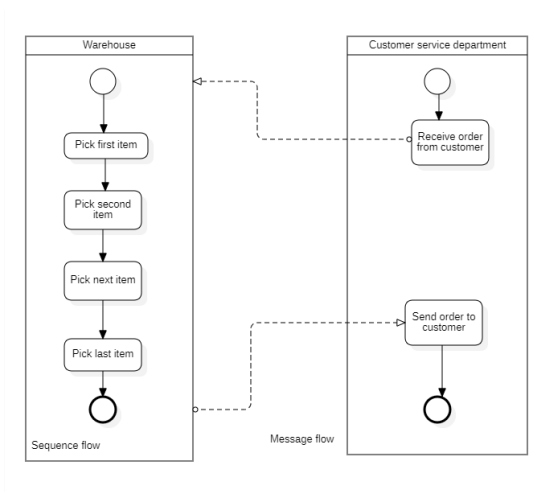 Warehouse
Customer service department
Pick first item
Receive order
from customer
Pick second
item
Pick next item
Send order to
customer
Pick last item
Sequence flow
Message flow